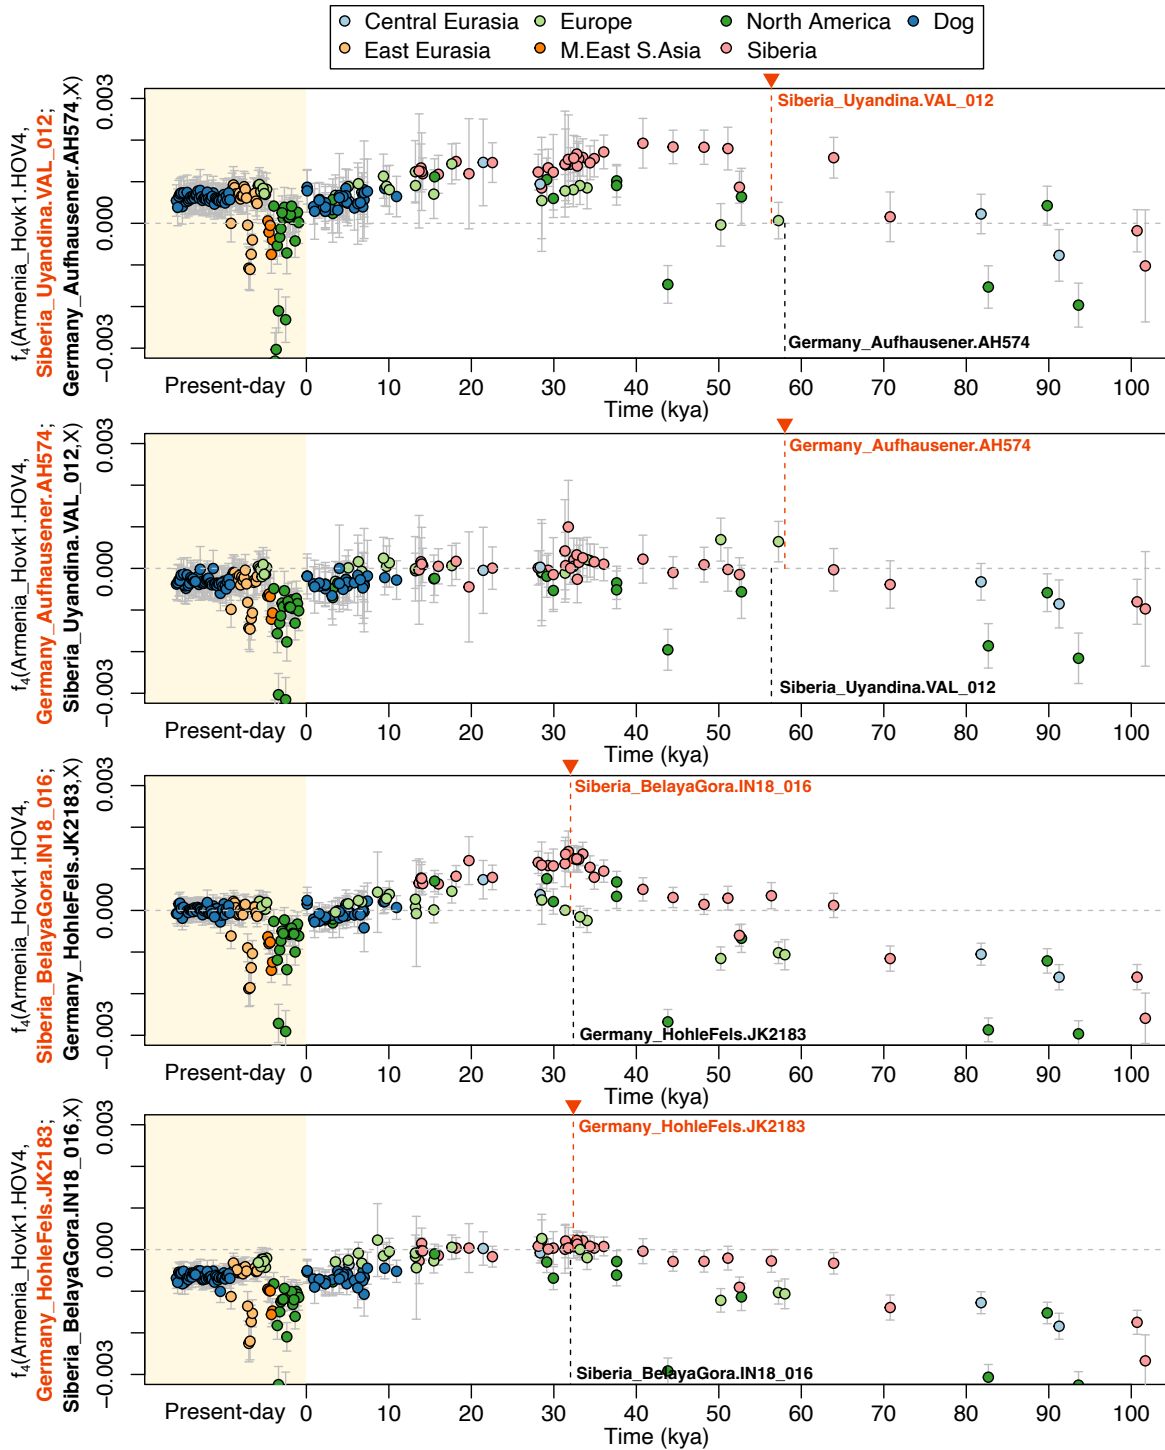 Central Eurasia Europe North America Dog
East Eurasia M.East S.Asia Siberia
f4(Armenia_Hovk1.HOV4,
Siberia_Uyandina.VAL_012;
Germany_Aufhausener.AH574,X)
0.003
0.000
−0.003
Siberia_Uyandina.VAL_012
Germany_Aufhausener.AH574
Present-day 0 10 20 30 40 50 60 70 80 90 100
Time (kya)
f4(Armenia_Hovk1.HOV4,
Germany_Aufhausener.AH574;
Siberia_Uyandina.VAL_012,X)
0.003
0.000
−0.003
Germany_Aufhausener.AH574
Siberia_Uyandina.VAL_012
Present-day 0 10 20 30 40 50 60 70 80 90 100
Time (kya)
f4(Armenia_Hovk1.HOV4,
Siberia_BelayaGora.IN18_016;
Germany_HohleFels.JK2183,X)
0.003
0.000
−0.003
Siberia_BelayaGora.IN18_016
Germany_HohleFels.JK2183
Present-day 0 10 20 30 40 50 60 70 80 90 100
Time (kya)
f4(Armenia_Hovk1.HOV4,
Germany_HohleFels.JK2183;
Siberia_BelayaGora.IN18_016,X)
0.003
0.000
−0.003
Germany_HohleFels.JK2183
Siberia_BelayaGora.IN18_016
Present-day 0 10 20 30 40 50 60 70 80 90 100
Time (kya)